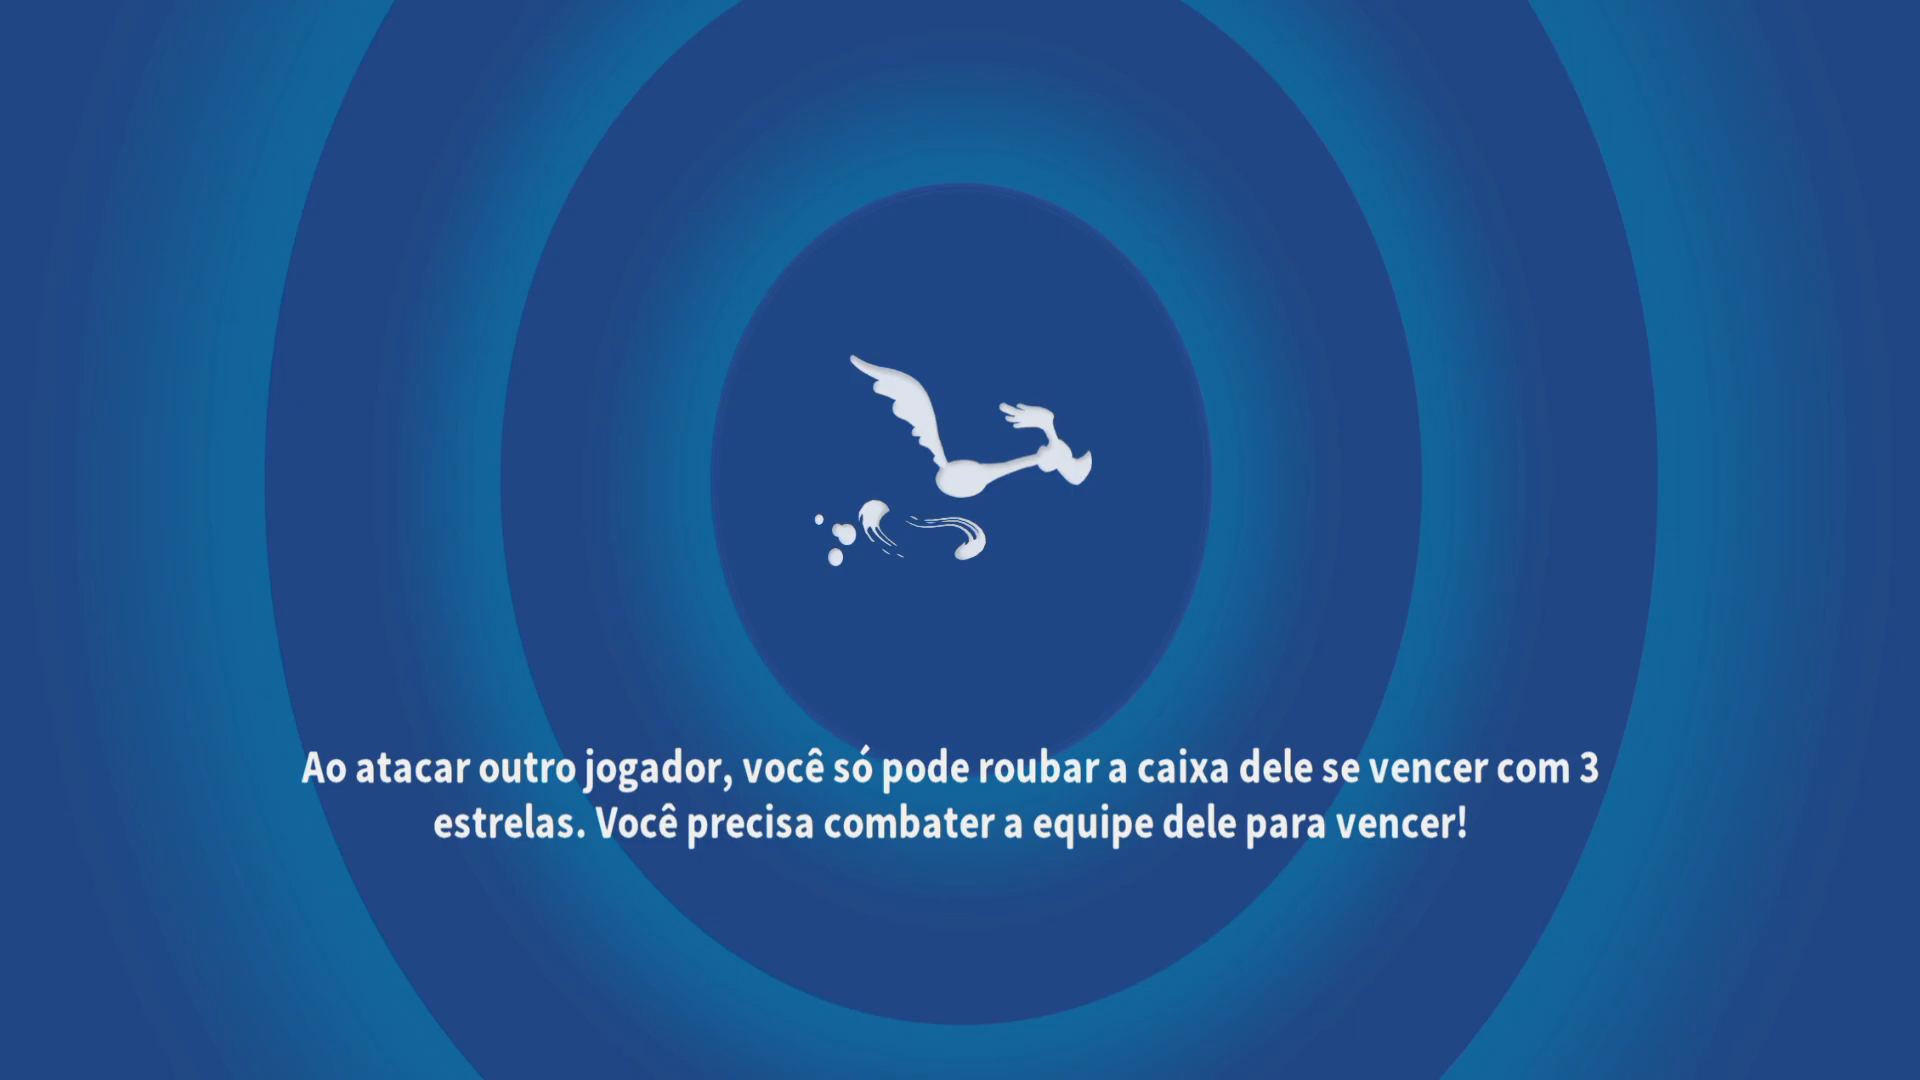 Ao atacar outro jogador, você só pode roubar a caixa dele se vencer com 3
estrelas. Você precisa combater a equipe dele para vencer!